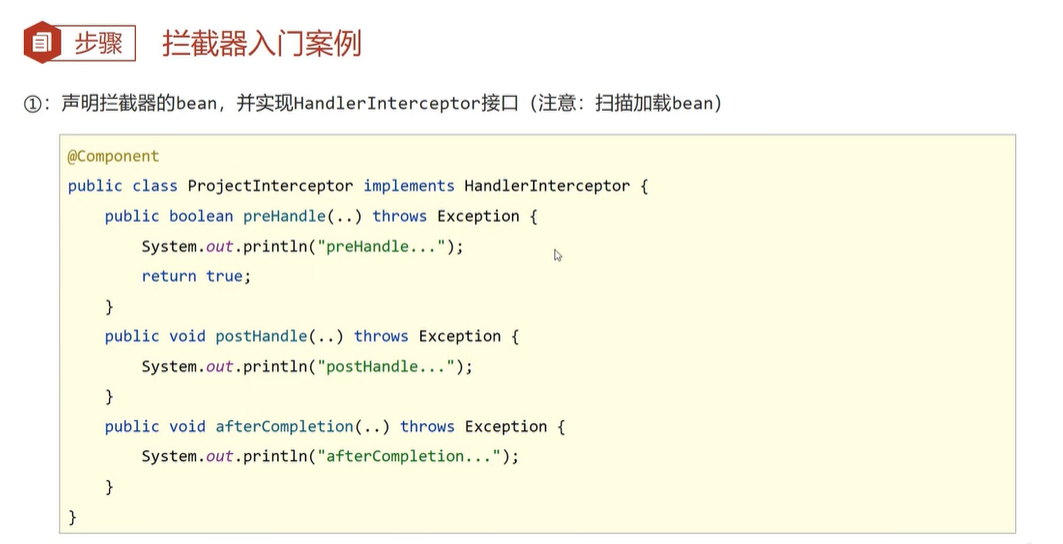 步骤 拦截器入门案例
①：声明拦截器的bean，并实现HandlerInterceptor接口（注意：扫描加载bean）
@Component
public class ProjectInterceptor implements HandlerInterceptor {
    public boolean preHandle(..) throws Exception {
        System.out.println("preHandle...");
        return true;
    }
    public void postHandle(..) throws Exception {
        System.out.println("postHandle...");
    }
    public void afterCompletion(..) throws Exception {
        System.out.println("afterCompletion...");
    }
}